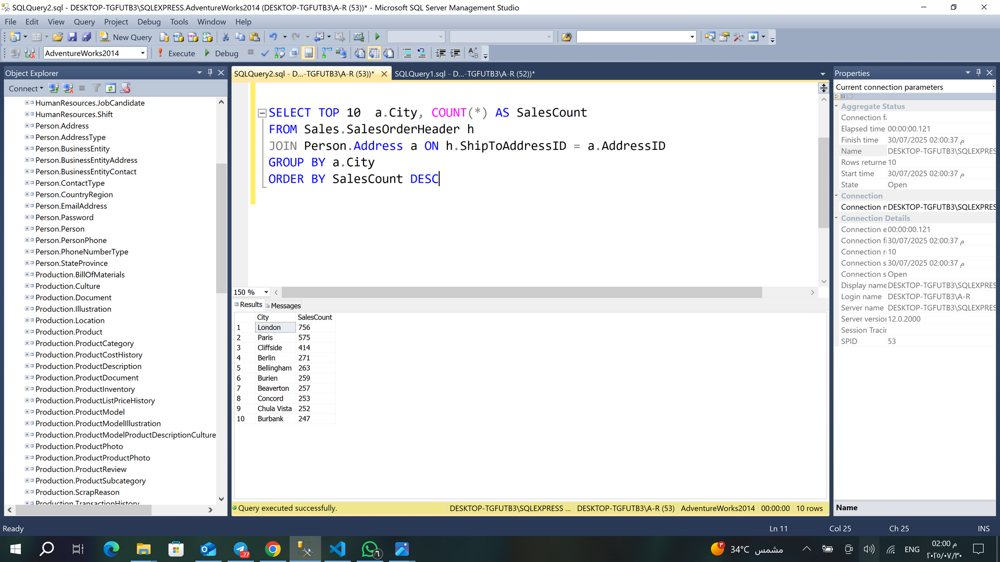 SQLQuery2.sql - DESKTOP-TGFUTB3\SQLEXPRESS.AdventureWorks2014 (DESKTOP-TGFUTB3\A-R (53))* - Microsoft SQL Server Management Studio
File Edit View Query Project Debug Tools Window Help
New Query
AdventureWorks2014 Execute Debug
Object Explorer
Connect
HumanResources.JobCandidate
HumanResources.Shift
Person.Address
Person.AddressType
Person.BusinessEntity
Person.BusinessEntityAddress
Person.BusinessEntityContact
Person.ContactType
Person.CountryRegion
Person.EmailAddress
Person.Password
Person.Person
Person.PersonPhone
Person.PhoneNumberType
Person.StateProvince
Production.BillOfMaterials
Production.Culture
Production.Document
Production.Illustration
Production.Location
Production.Product
Production.ProductCategory
Production.ProductCostHistory
Production.ProductDescription
Production.ProductDocument
Production.ProductInventory
Production.ProductListPriceHistory
Production.ProductModel
Production.ProductModelIllustration
Production.ProductModelProductDescriptionCulture
Production.ProductPhoto
Production.ProductProductPhoto
Production.ProductReview
Production.ProductSubcategory
Production.ScrapReason
Production.TransactionHistory
SQLQuery2.sql - D...-TGFUTB3\A-R (53))* SQLQuery1.sql - D...-TGFUTB3\A-R (52))*
SELECT TOP 10  a.City, COUNT(*) AS SalesCount
FROM Sales.SalesOrderHeader h
JOIN Person.Address a ON h.ShipToAddressID = a.AddressID
GROUP BY a.City
ORDER BY SalesCount DESC
150 %
Results Messages
City SalesCount
1 London 756
2 Paris 575
3 Cliffside 414
4 Berlin 271
5 Bellingham 263
6 Burien 259
7 Beaverton 257
8 Concord 253
9 Chula Vista 252
10 Burbank 247
Query executed successfully. DESKTOP-TGFUTB3\SQLEXPRESS ... DESKTOP-TGFUTB3\A-R (53) AdventureWorks2014 00:00:00 10 rows
Properties
Current connection parameters
Aggregate Status
Connection fa
Elapsed time 00:00:00.121
Finish time 30/07/2025 02:00:37 م
Name DESKTOP-TGFUTB3\SQLEXPRES
Rows returne 10
Start time 30/07/2025 02:00:37 م
State Open
Connection
Connection n DESKTOP-TGFUTB3\SQLEXPRES
Connection Details
Connection e 00:00:00.121
Connection fi 30/07/2025 02:00:37 م
Connection r 10
Connection s 30/07/2025 02:00:37 م
Connection s Open
Display name DESKTOP-TGFUTB3\SQLEXPRES
Login name DESKTOP-TGFUTB3\A-R
Server name DESKTOP-TGFUTB3\SQLEXPRES
Server version 12.0.2000
Session Tracin
SPID 53
Name
Ready Ln 11 Col 25 Ch 25 INS
27 ٦ ٣ 34°C مشمس ENG 02:00 م
٢٠٢٥/٠٧/٣٠